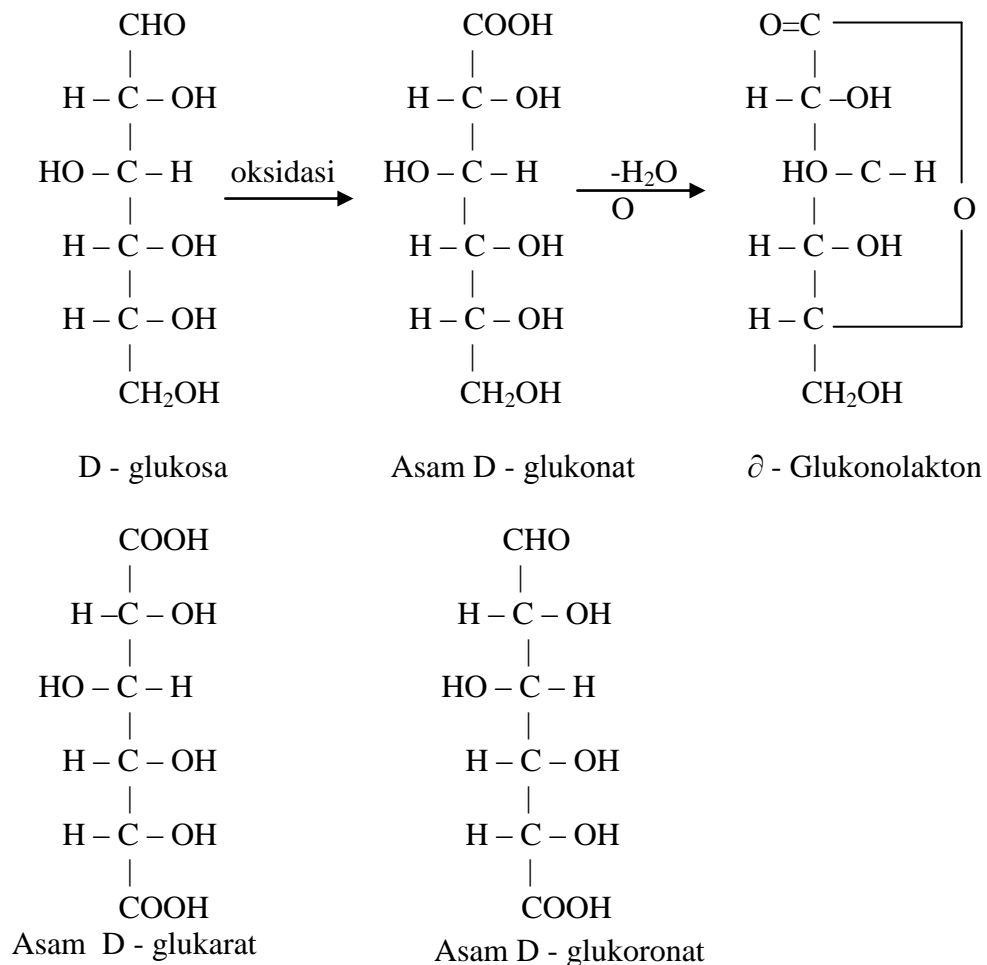 CHO COOH O=C
| | |
H – C – OH H – C – OH H – C –OH
| | |
HO – C – H oksidasi HO – C – H -H₂O HO – C – H
O O
| | |
H – C – OH H – C – OH H – C – OH
| | |
H – C – OH H – C – OH H – C
| | |
CH₂OH CH₂OH CH₂OH
D - glukosa Asam D - glukonat ∂ - Glukonolakton
COOH CHO
| |
H –C – OH H – C – OH
| |
HO – C – H HO – C – H
| |
H – C – OH H – C – OH
| |
H – C – OH H – C – OH
| |
COOH COOH
Asam D - glukarat Asam D - glukoronat